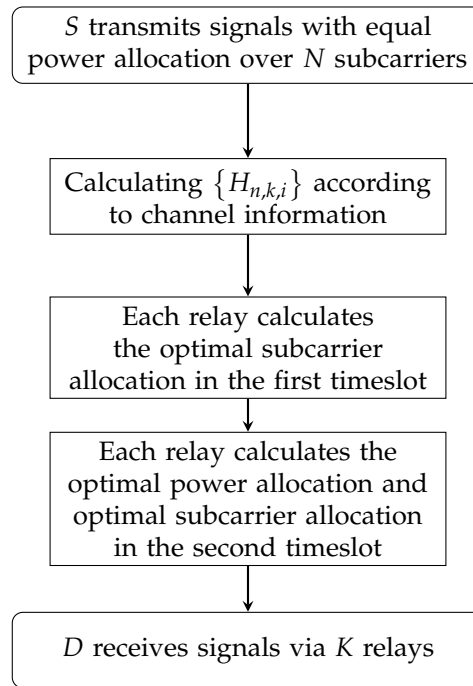 S transmits signals with equal
power allocation over N subcarriers
Calculating {H_{n,k,i}} according
to channel information
Each relay calculates
the optimal subcarrier
allocation in the first timeslot
Each relay calculates the
optimal power allocation and
optimal subcarrier allocation
in the second timeslot
D receives signals via K relays